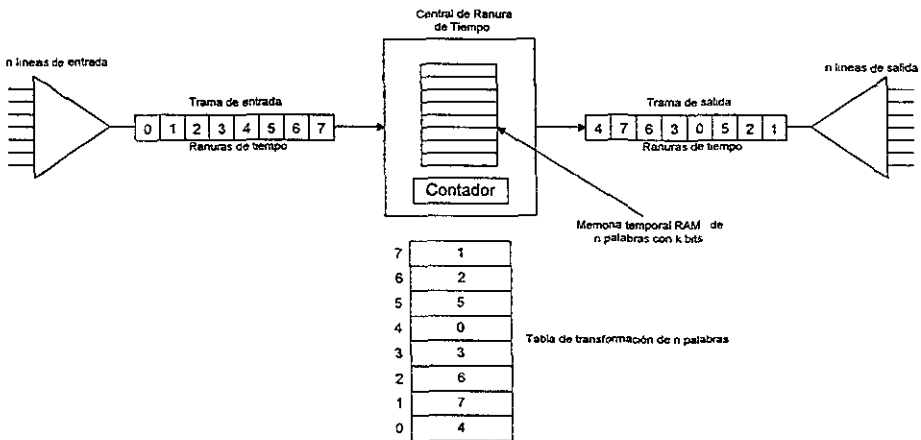 Central de Ranura
de Tiempo
n lineas de entrada
n lineas de salida
Trama de entrada
0 1 2 3 4 5 6 7
Ranuras de tiempo
Trama de salida
4 7 6 3 0 5 2 1
Ranuras de tiempo
Contador
Memoria temporal RAM de
n palabras con k bits
7 1
6 2
5 5
4 0
3 3
2 6
1 7
0 4
Tabla de transformación de n palabras